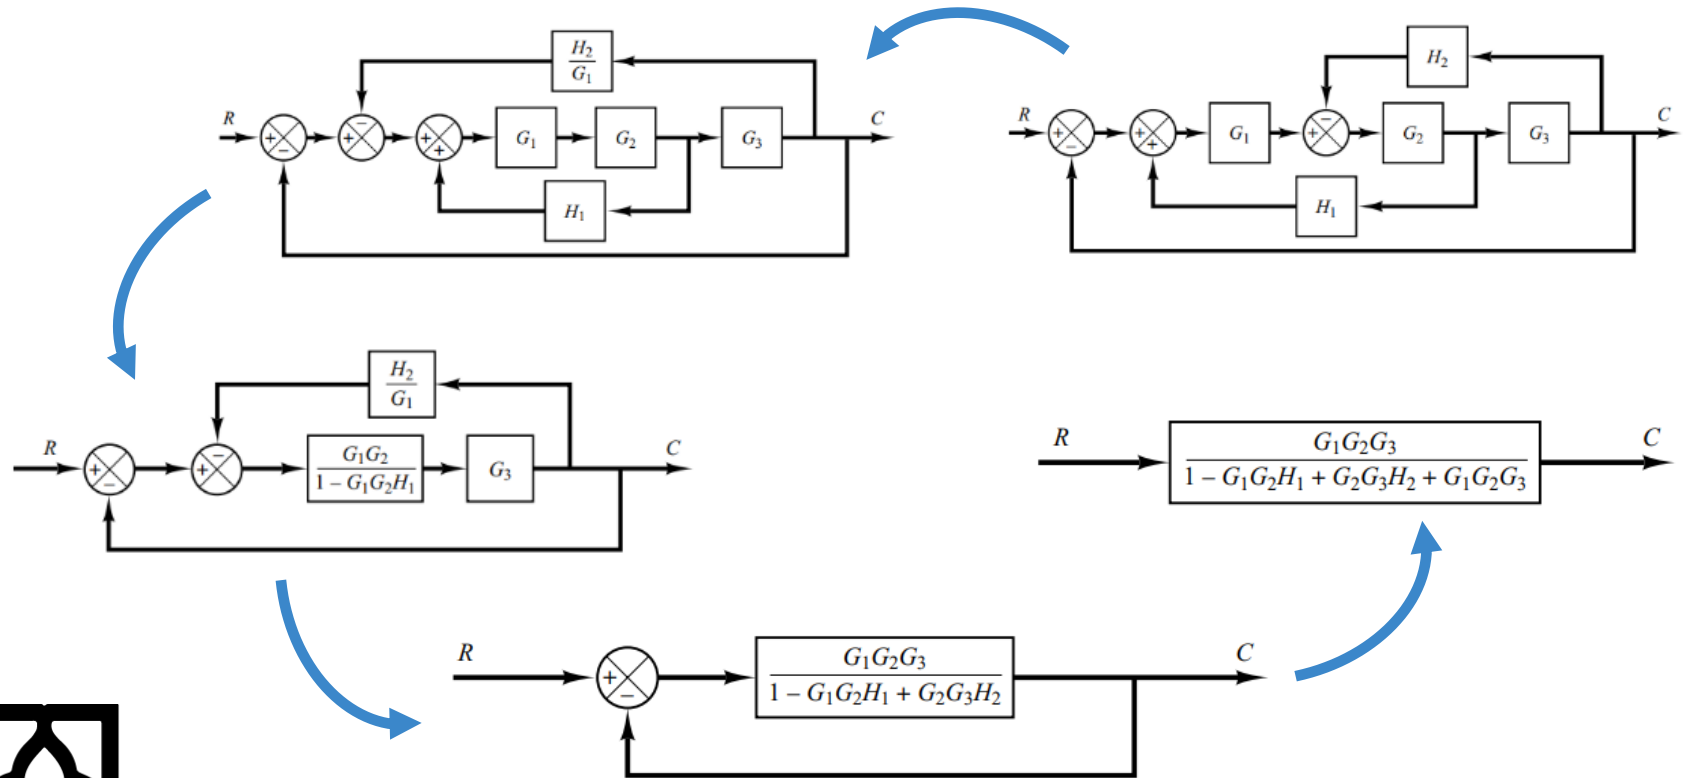 H₂
G₁
R
+
−
+
−
+
+
G₁
G₂
G₃
C
H₁
H₂
R
+
−
+
+
G₁
+
−
G₂
G₃
C
H₁
H₂
G₁
R
+
−
+
−
G₁G₂
1 − G₁G₂H₁
G₃
C
R
G₁G₂G₃
1 − G₁G₂H₁ + G₂G₃H₂ + G₁G₂G₃
C
R
+
−
G₁G₂G₃
1 − G₁G₂H₁ + G₂G₃H₂
C